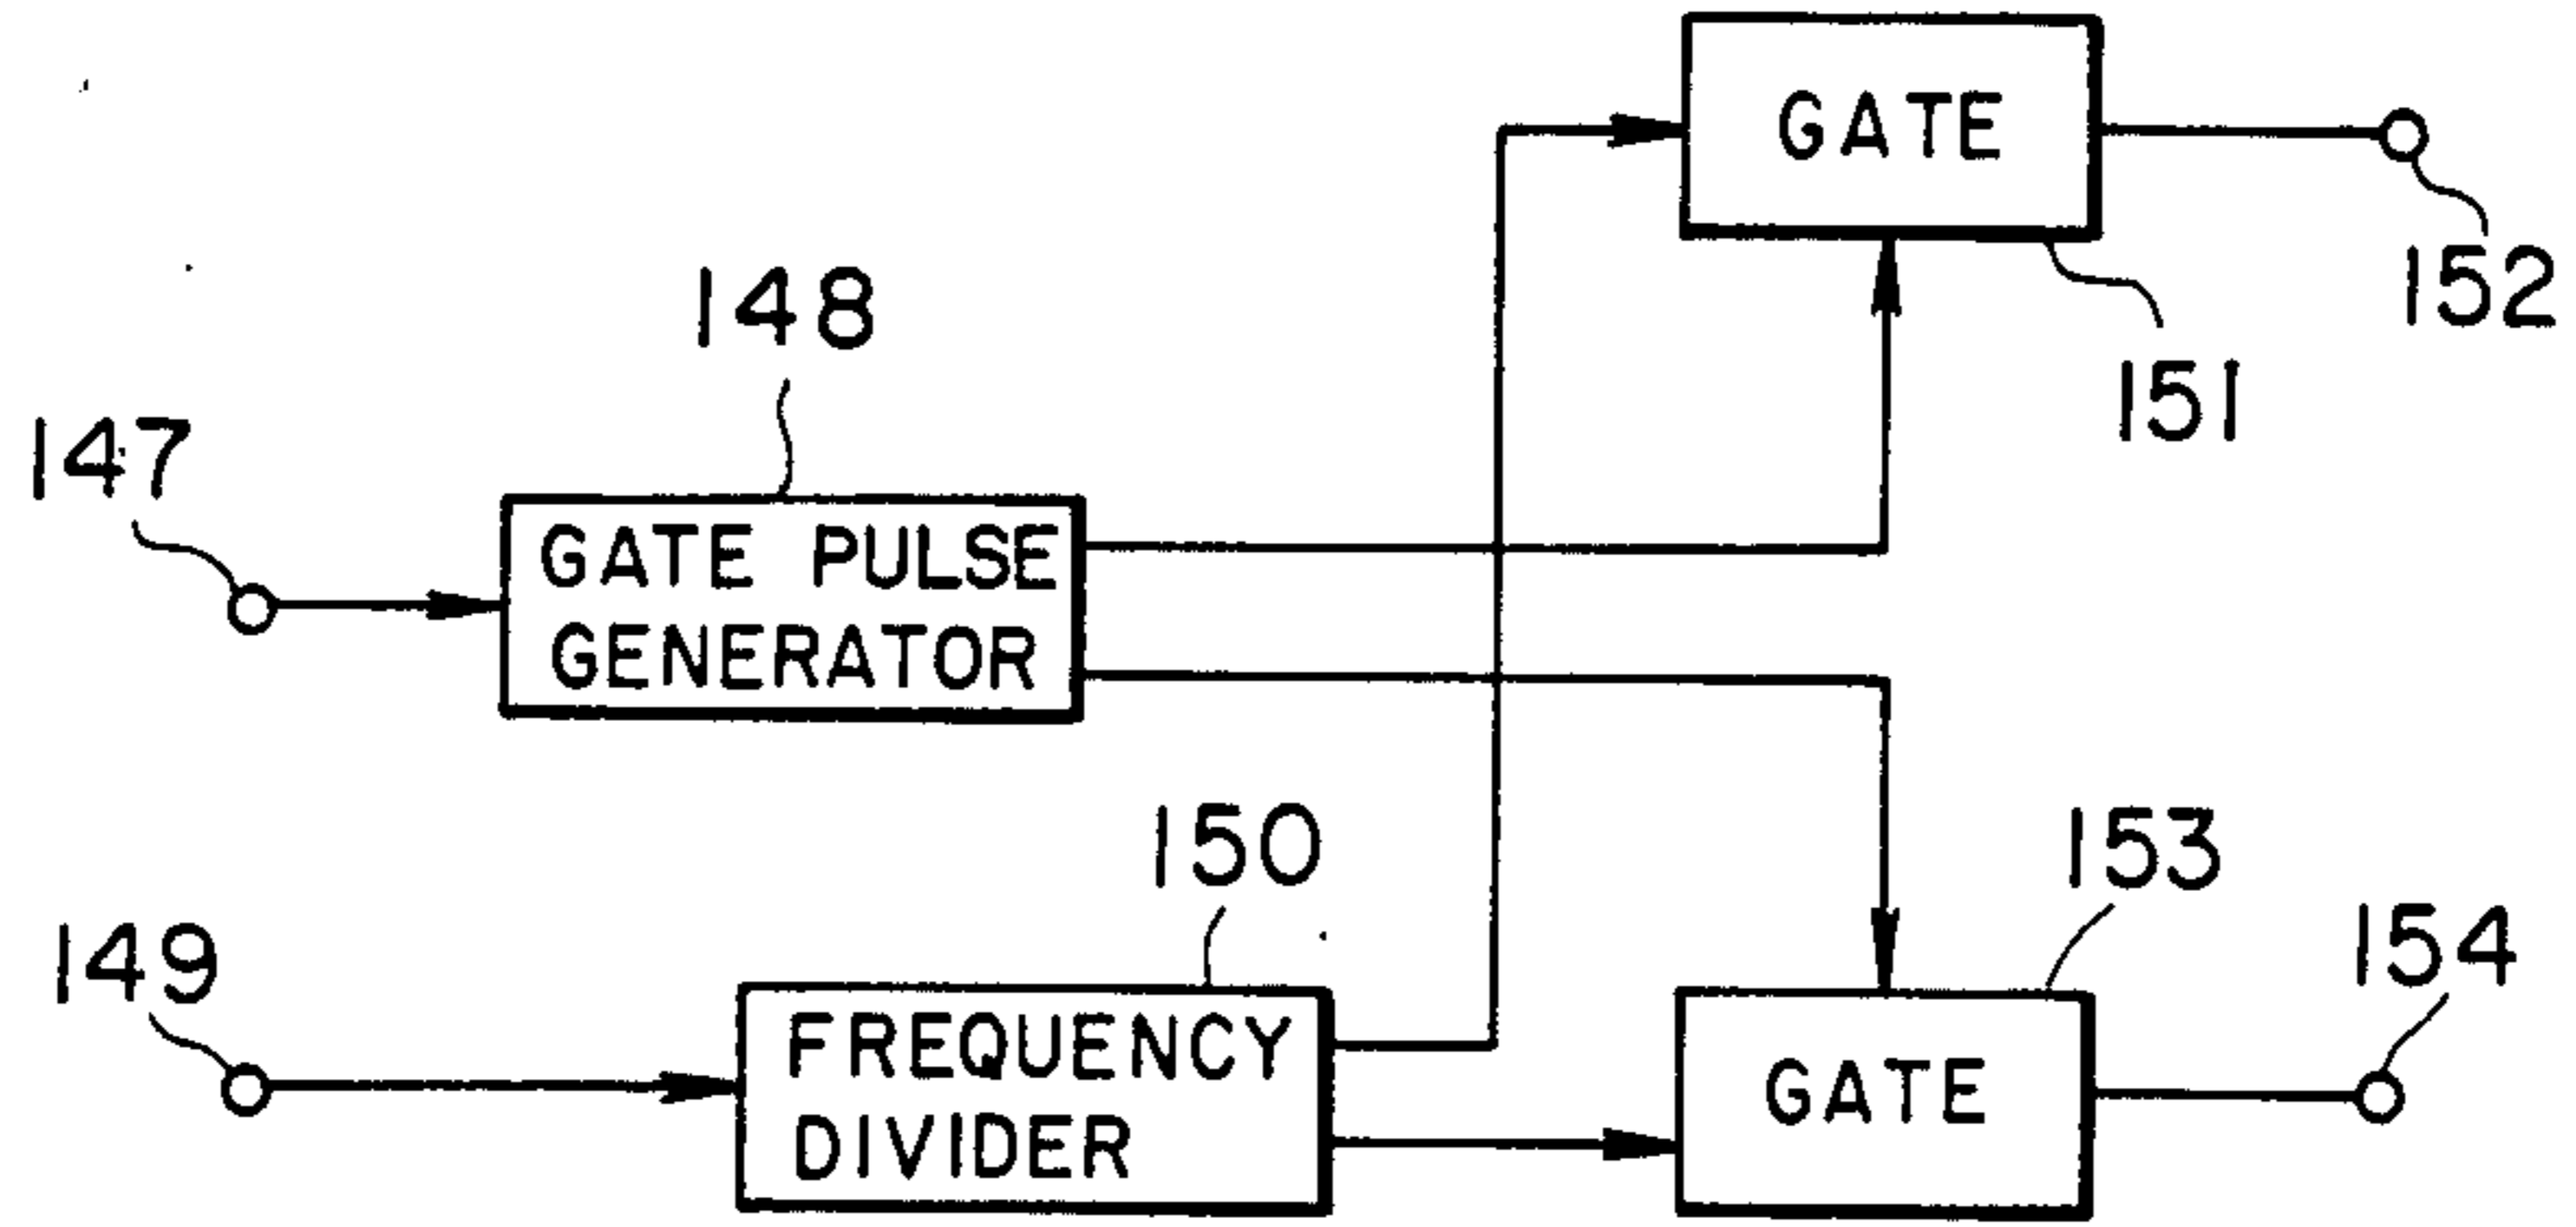 GATE
152
151
148
147
GATE PULSE
GENERATOR
150
153
149
154
FREQUENCY
DIVIDER
GATE